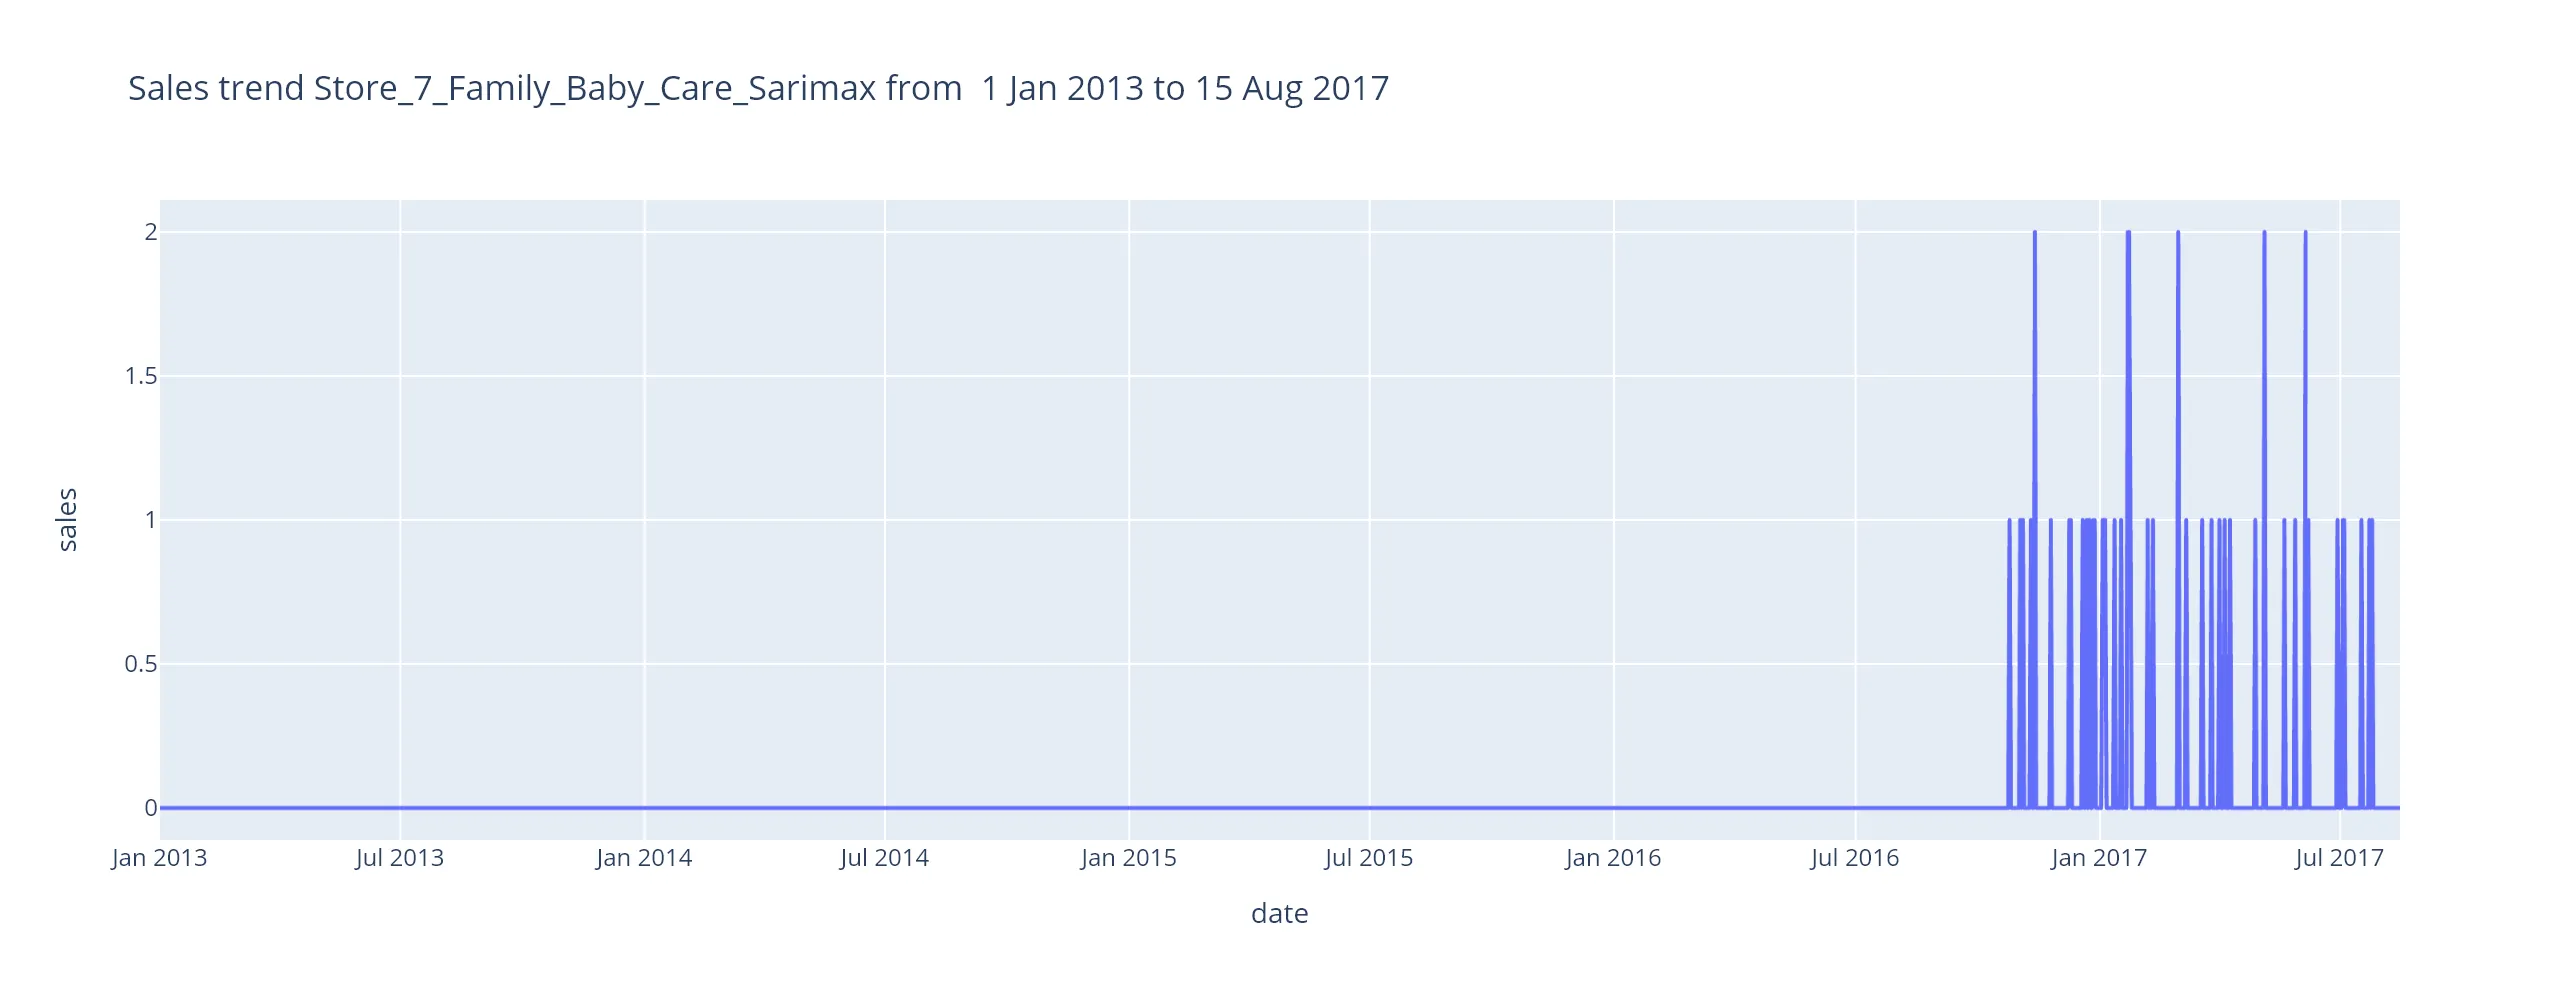 Sales trend Store_7_Family_Baby_Care_Sarimax from  1 Jan 2013 to 15 Aug 2017
2
1.5
1
0.5
0
sales
Jan 2013 Jul 2013 Jan 2014 Jul 2014 Jan 2015 Jul 2015 Jan 2016 Jul 2016 Jan 2017 Jul 2017
date